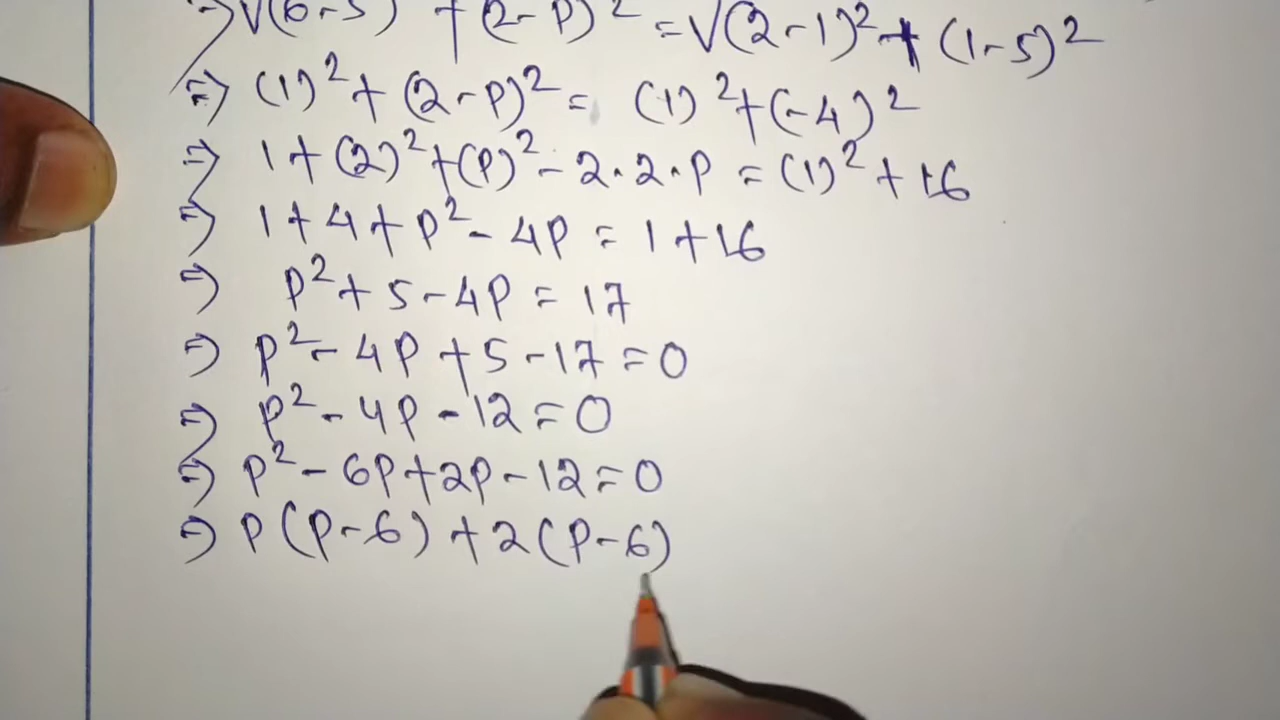 ⇒ √(6-5)² + (2-P)² = √(2-1)² + (1-5)²
⇒ (1)² + (2-P)² = (1)² + (-4)²
⇒ 1 + (2)² + (P)² - 2·2·P = (1)² + 16
⇒ 1 + 4 + P² - 4P = 1 + 16
⇒ P² + 5 - 4P = 17
⇒ P² - 4P + 5 - 17 = 0
⇒ P² - 4P - 12 = 0
⇒ P² - 6P + 2P - 12 = 0
⇒ P(P-6) + 2(P-6)